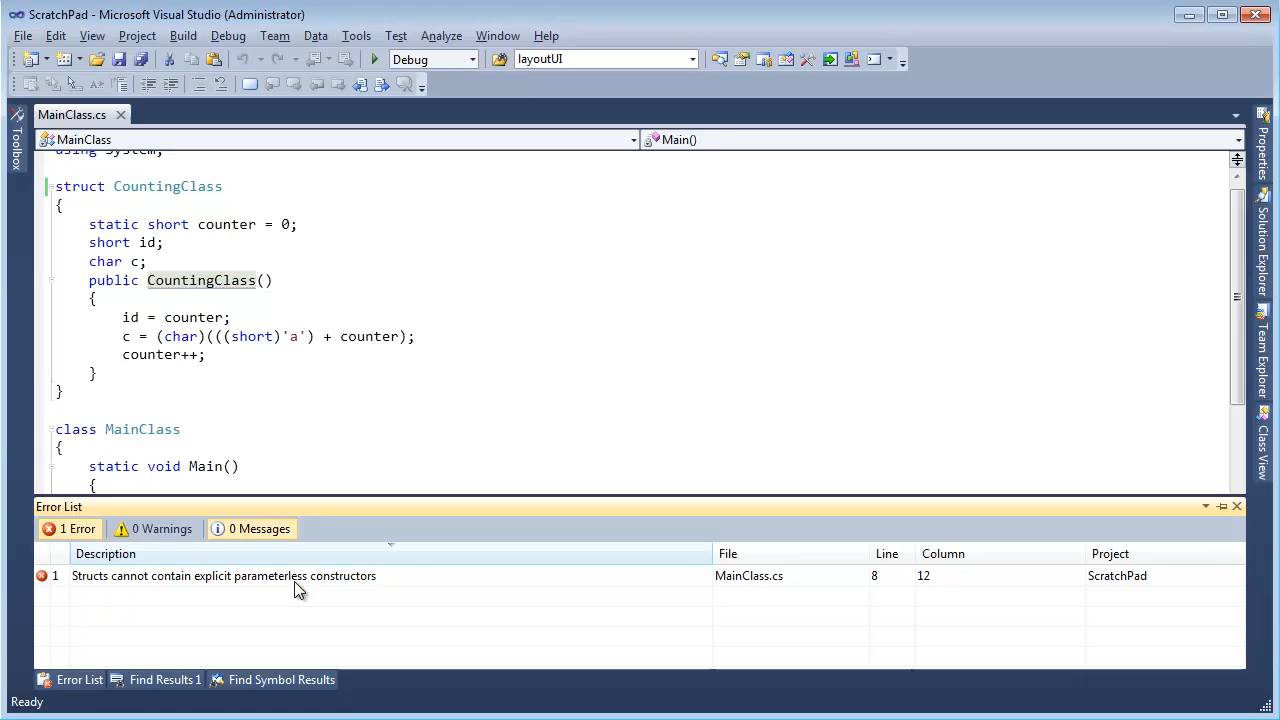 ScratchPad - Microsoft Visual Studio (Administrator)
File Edit View Project Build Debug Team Data Tools Test Analyze Window Help
Debug layoutUI
MainClass.cs
MainClass Main()
using System;
struct CountingClass
{
static short counter = 0;
short id;
char c;
public CountingClass()
{
id = counter;
c = (char)(((short)'a') + counter);
counter++;
}
}
class MainClass
{
static void Main()
{
Toolbox
Properties
Solution Explorer
Team Explorer
Class View
Error List
1 Error 0 Warnings 0 Messages
Description File Line Column Project
1 Structs cannot contain explicit parameterless constructors MainClass.cs 8 12 ScratchPad
Error List Find Results 1 Find Symbol Results
Ready